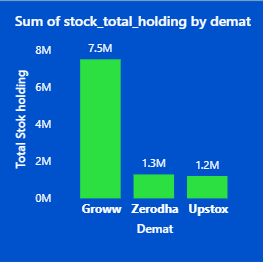 Sum of stock_total_holding by demat
8M
6M
4M
2M
0M
Total Stok holding
7.5M
1.3M
1.2M
Groww Zerodha Upstox
Demat